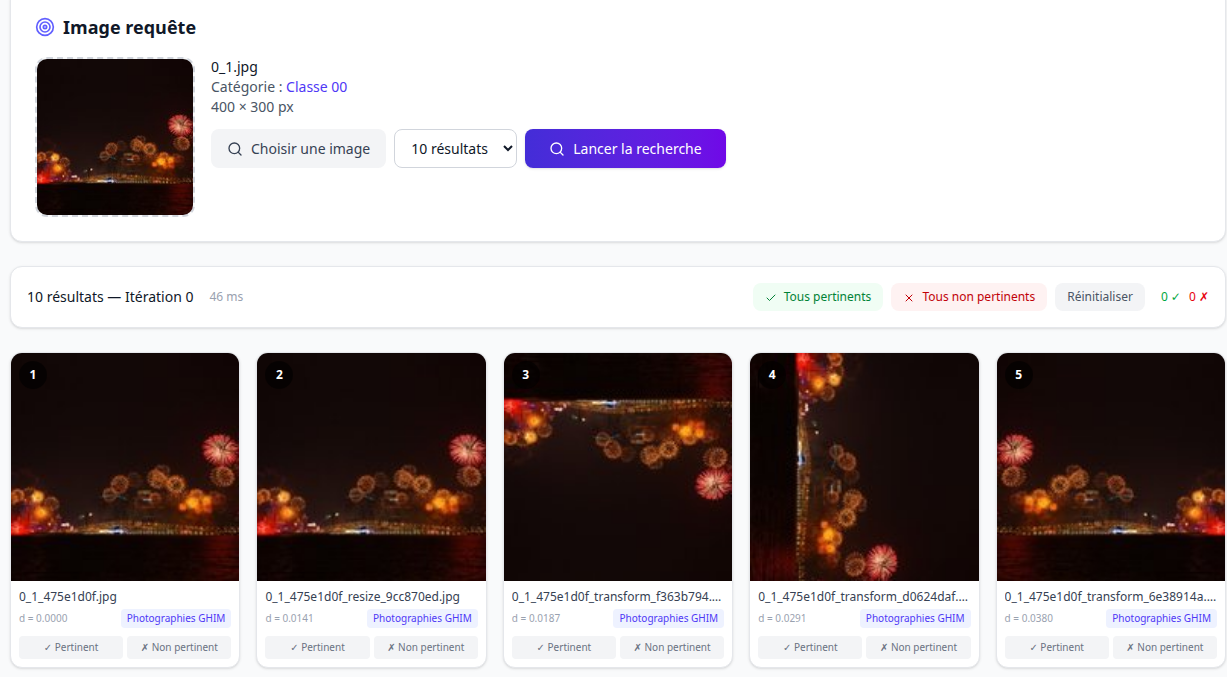 Image requête
0_1.jpg
Catégorie : Classe 00
400 × 300 px
Choisir une image
10 résultats
Lancer la recherche
10 résultats — Itération 0 46 ms
✓ Tous pertinents
✗ Tous non pertinents
Réinitialiser
0 ✓ 0 ✗
1
2
3
4
5
0_1_475e1d0f.jpg
d = 0.0000 Photographies GHIM
✓ Pertinent ✗ Non pertinent
0_1_475e1d0f_resize_9cc870ed.jpg
d = 0.0141 Photographies GHIM
✓ Pertinent ✗ Non pertinent
0_1_475e1d0f_transform_f363b794....
d = 0.0187 Photographies GHIM
✓ Pertinent ✗ Non pertinent
0_1_475e1d0f_transform_d0624daf....
d = 0.0291 Photographies GHIM
✓ Pertinent ✗ Non pertinent
0_1_475e1d0f_transform_6e38914a....
d = 0.0380 Photographies GHIM
✓ Pertinent ✗ Non pertinent